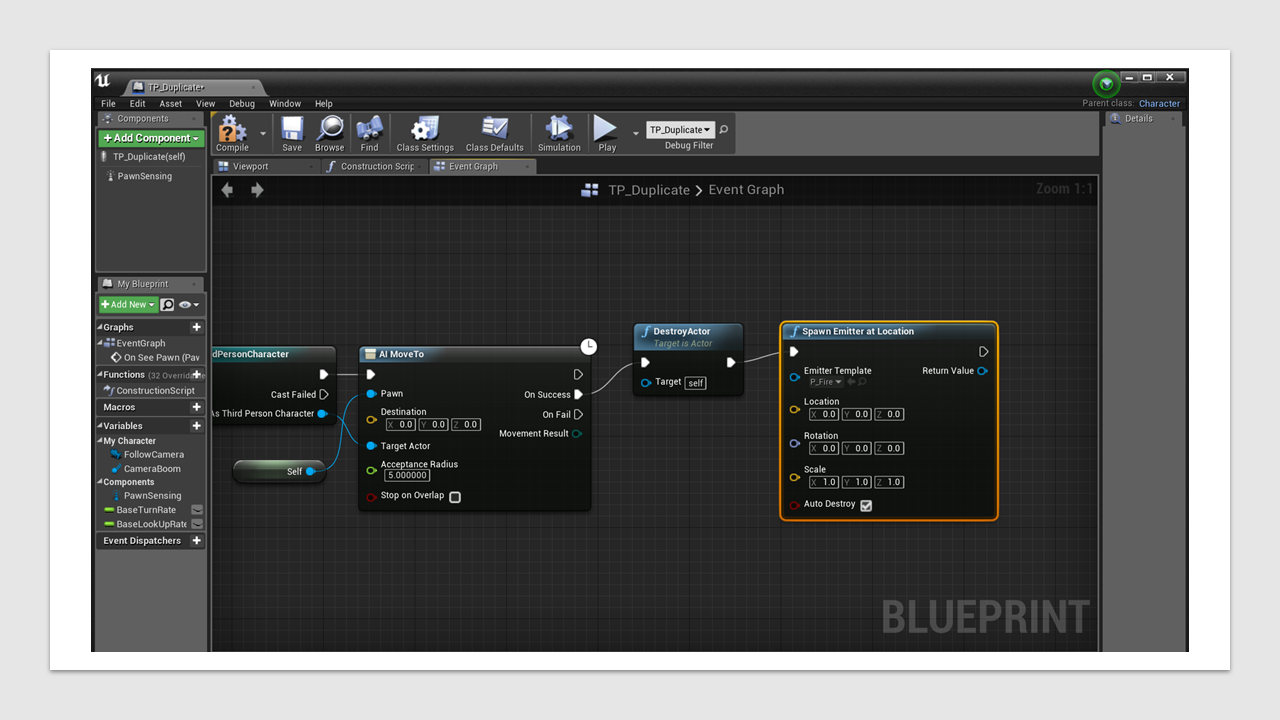 TP_Duplicate*
File Edit Asset View Debug Window Help
Parent class: Character
Components
+ Add Component
TP_Duplicate(self)
PawnSensing
My Blueprint
+ Add New
Graphs
EventGraph
On See Pawn (Paw
Functions (32 Overridab
ConstructionScript
Macros
Variables
My Character
FollowCamera
CameraBoom
Components
PawnSensing
BaseTurnRate
BaseLookUpRate
Event Dispatchers
Compile
Save
Browse
Find
Class Settings
Class Defaults
Simulation
Play
TP_Duplicate
Debug Filter
Viewport
Construction Scrip
Event Graph
TP_Duplicate > Event Graph
Zoom 1:1
dPersonCharacter
Cast Failed
As Third Person Character
Self
AI MoveTo
Pawn
On Success
Destination
X 0.0 Y 0.0 Z 0.0
On Fail
Movement Result
Target Actor
Acceptance Radius
5.000000
Stop on Overlap
DestroyActor
Target is Actor
Target self
Spawn Emitter at Location
Emitter Template
P_Fire
Return Value
Location
X 0.0 Y 0.0 Z 0.0
Rotation
X 0.0 Y 0.0 Z 0.0
Scale
X 1.0 Y 1.0 Z 1.0
Auto Destroy
BLUEPRINT
Details